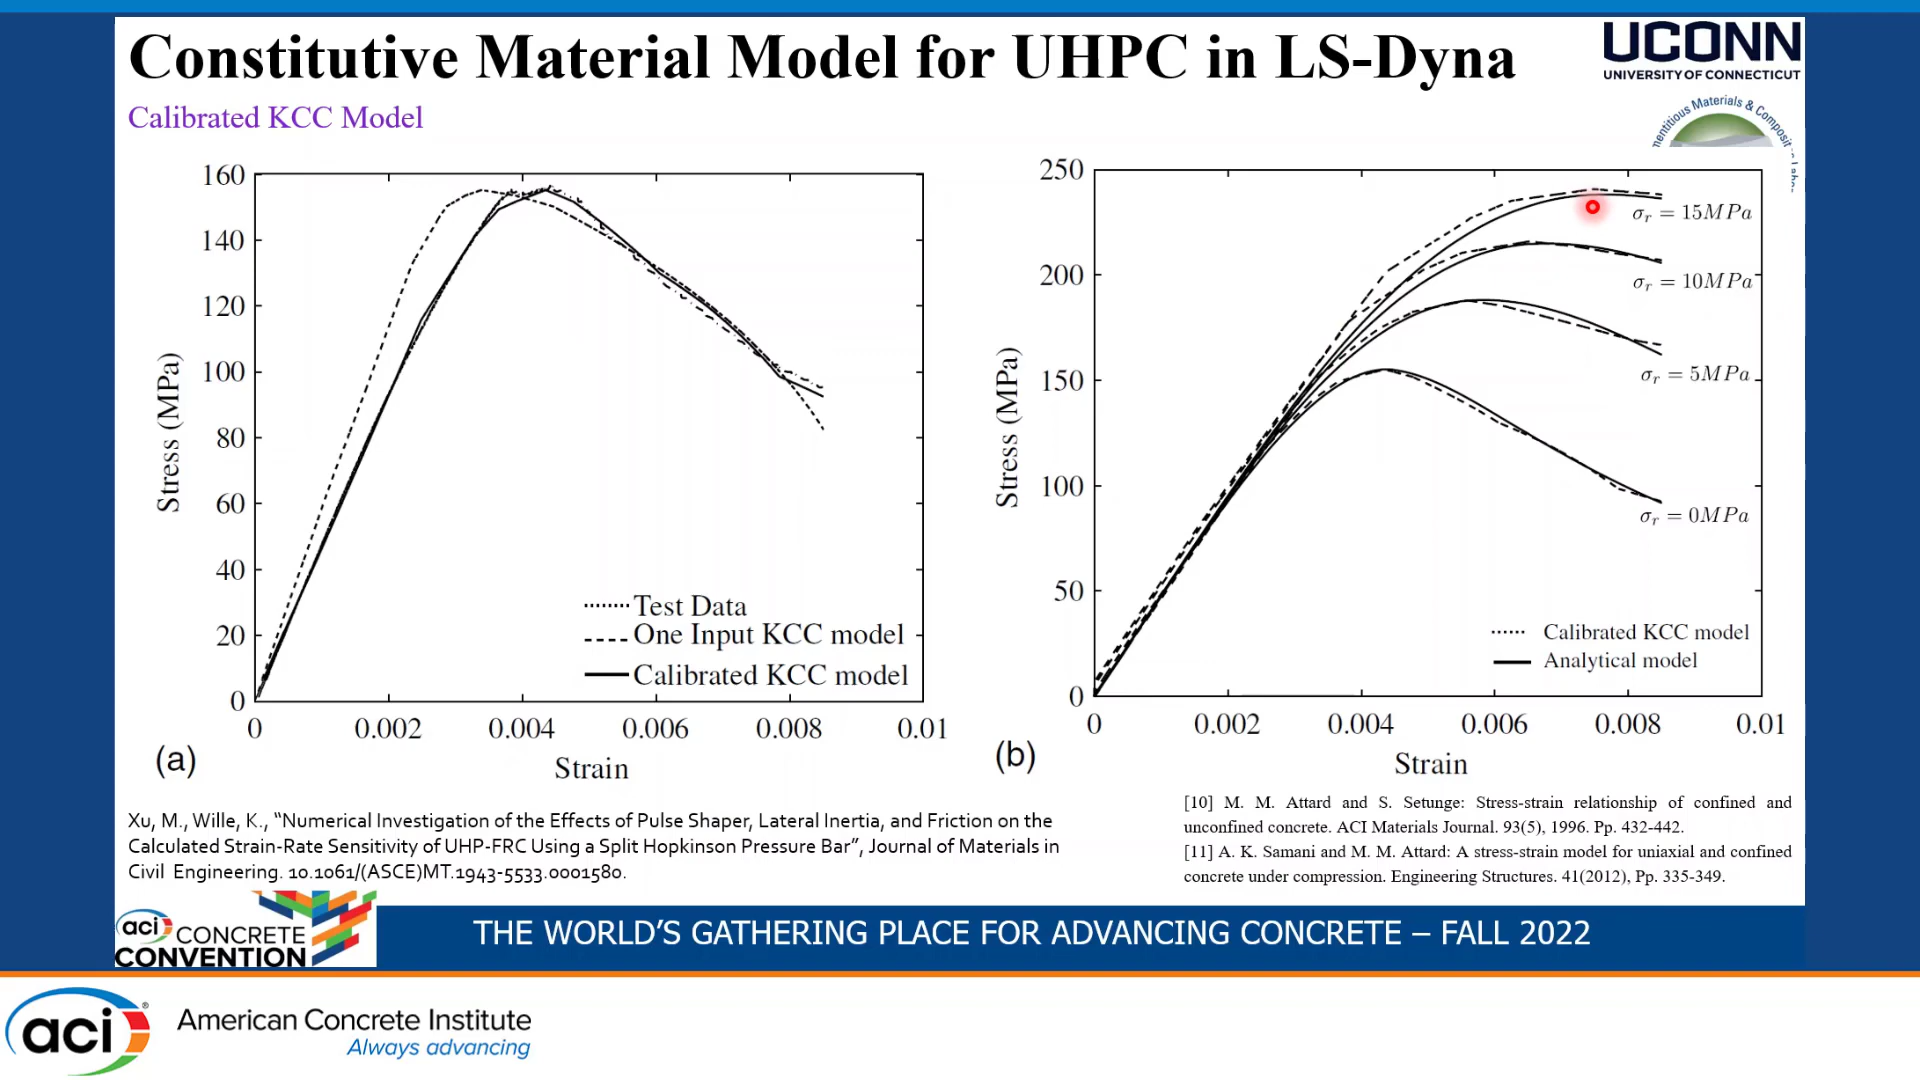 Constitutive Material Model for UHPC in LS-Dyna
UCONN
UNIVERSITY OF CONNECTICUT
Calibrated KCC Model
Materials & Composit
160
140
120
100
80
60
40
20
0
Stress (MPa)
Test Data
One Input KCC model
Calibrated KCC model
0
0.002
0.004
0.006
0.008
0.01
(a)
Strain
250
200
150
100
50
0
Stress (MPa)
σr = 15MPa
σr = 10MPa
σr = 5MPa
σr = 0MPa
Calibrated KCC model
Analytical model
0
0.002
0.004
0.006
0.008
0.01
(b)
Strain
Xu, M., Wille, K., “Numerical Investigation of the Effects of Pulse Shaper, Lateral Inertia, and Friction on the
Calculated Strain-Rate Sensitivity of UHP-FRC Using a Split Hopkinson Pressure Bar”, Journal of Materials in
Civil Engineering. 10.1061/(ASCE)MT.1943-5533.0001580.
[10] M. M. Attard and S. Setunge: Stress-strain relationship of confined and
unconfined concrete. ACI Materials Journal. 93(5), 1996. Pp. 432-442.
[11] A. K. Samani and M. M. Attard: A stress-strain model for uniaxial and confined
concrete under compression. Engineering Structures. 41(2012), Pp. 335-349.
aci CONCRETE
CONVENTION
THE WORLD’S GATHERING PLACE FOR ADVANCING CONCRETE – FALL 2022
aci
American Concrete Institute
Always advancing